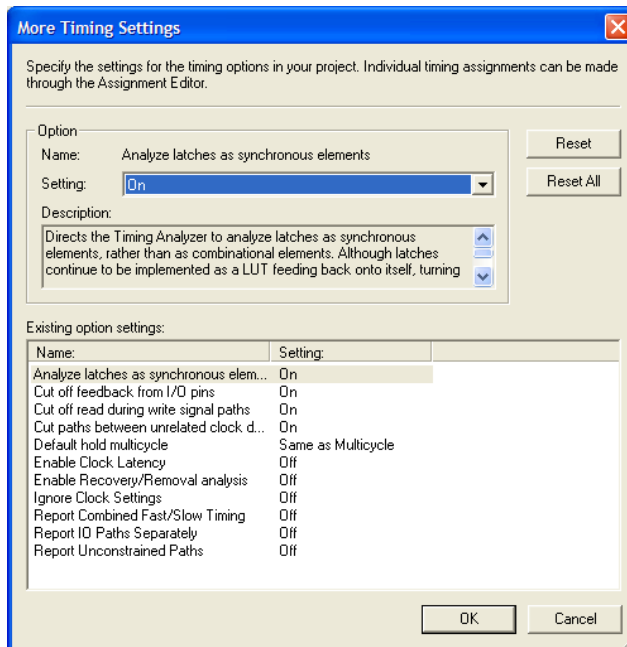 More Timing Settings
Specify the settings for the timing options in your project. Individual timing assignments can be made
through the Assignment Editor.
Option
Name: Analyze latches as synchronous elements
Setting: On
Description:
Directs the Timing Analyzer to analyze latches as synchronous
elements, rather than as combinational elements. Although latches
continue to be implemented as a LUT feeding back onto itself, turning
Reset
Reset All
Existing option settings:
Name: Setting:
Analyze latches as synchronous elem... On
Cut off feedback from I/O pins On
Cut off read during write signal paths On
Cut paths between unrelated clock d... On
Default hold multicycle Same as Multicycle
Enable Clock Latency Off
Enable Recovery/Removal analysis Off
Ignore Clock Settings Off
Report Combined Fast/Slow Timing Off
Report IO Paths Separately Off
Report Unconstrained Paths Off
OK Cancel